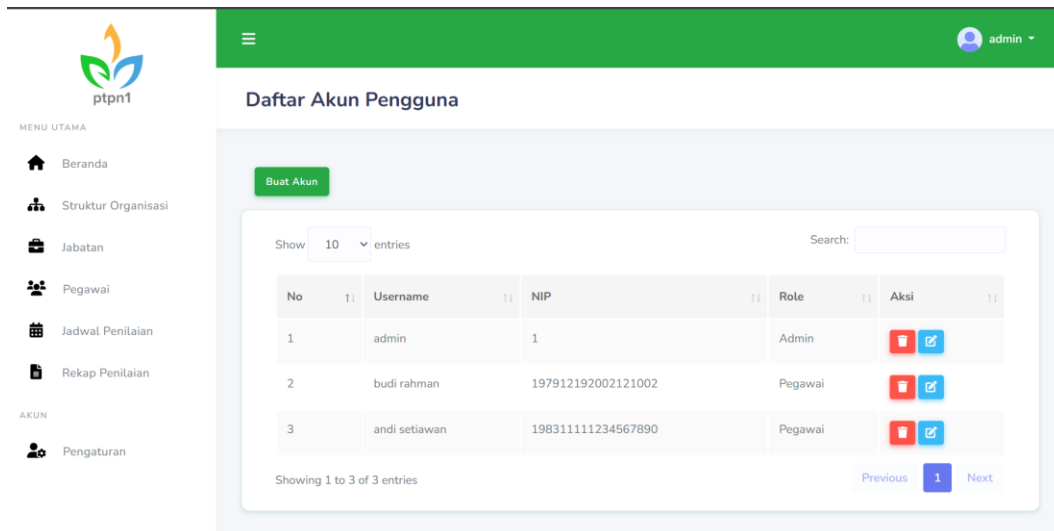 ptpn1
MENU UTAMA
Beranda
Struktur Organisasi
Jabatan
Pegawai
Jadwal Penilaian
Rekap Penilaian
AKUN
Pengaturan
admin
Daftar Akun Pengguna
Buat Akun
Show 10 entries Search:
No Username NIP Role Aksi
1 admin 1 Admin
2 budi rahman 197912192002121002 Pegawai
3 andi setiawan 198311111234567890 Pegawai
Showing 1 to 3 of 3 entries Previous 1 Next